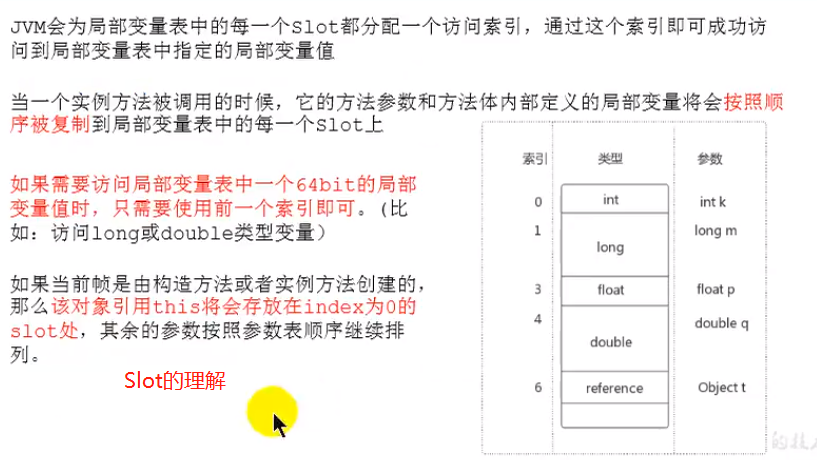 JVM会为局部变量表中的每一个Slot都分配一个访问索引，通过这个索引即可成功访
问到局部变量表中指定的局部变量值
当一个实例方法被调用的时候，它的方法参数和方法体内部定义的局部变量将会按照顺
序被复制到局部变量表中的每一个Slot上
如果需要访问局部变量表中一个64bit的局部
变量值时，只需要使用前一个索引即可。（比
如：访问long或double类型变量）
如果当前帧是由构造方法或者实例方法创建的，
那么该对象引用this将会存放在index为0的
slot处，其余的参数按照参数表顺序继续排
列。
Slot的理解
索引 类型 参数
0 int int k
1 long long m
3 float float p
4 double double q
6 reference Object t